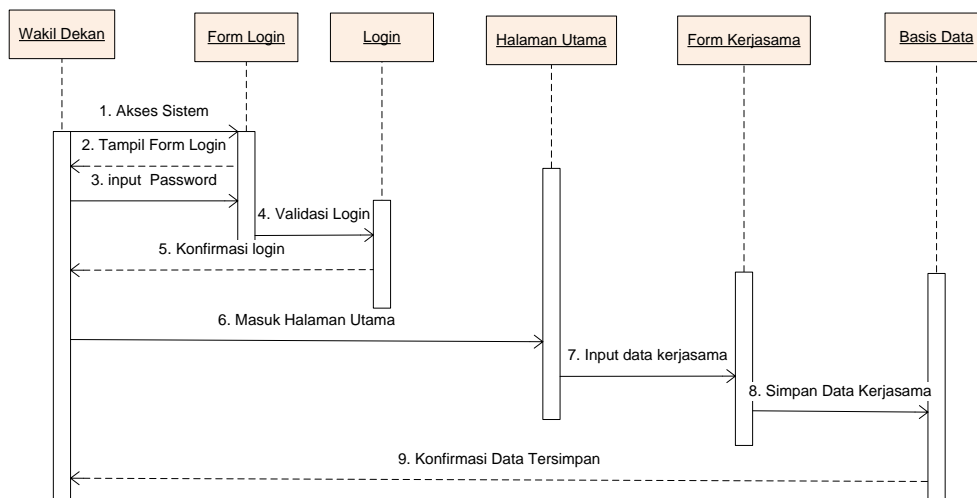 Wakil Dekan
Form Login
Login
Halaman Utama
Form Kerjasama
Basis Data
1. Akses Sistem
2. Tampil Form Login
3. input Password
4. Validasi Login
5. Konfirmasi login
6. Masuk Halaman Utama
7. Input data kerjasama
8. Simpan Data Kerjasama
9. Konfirmasi Data Tersimpan